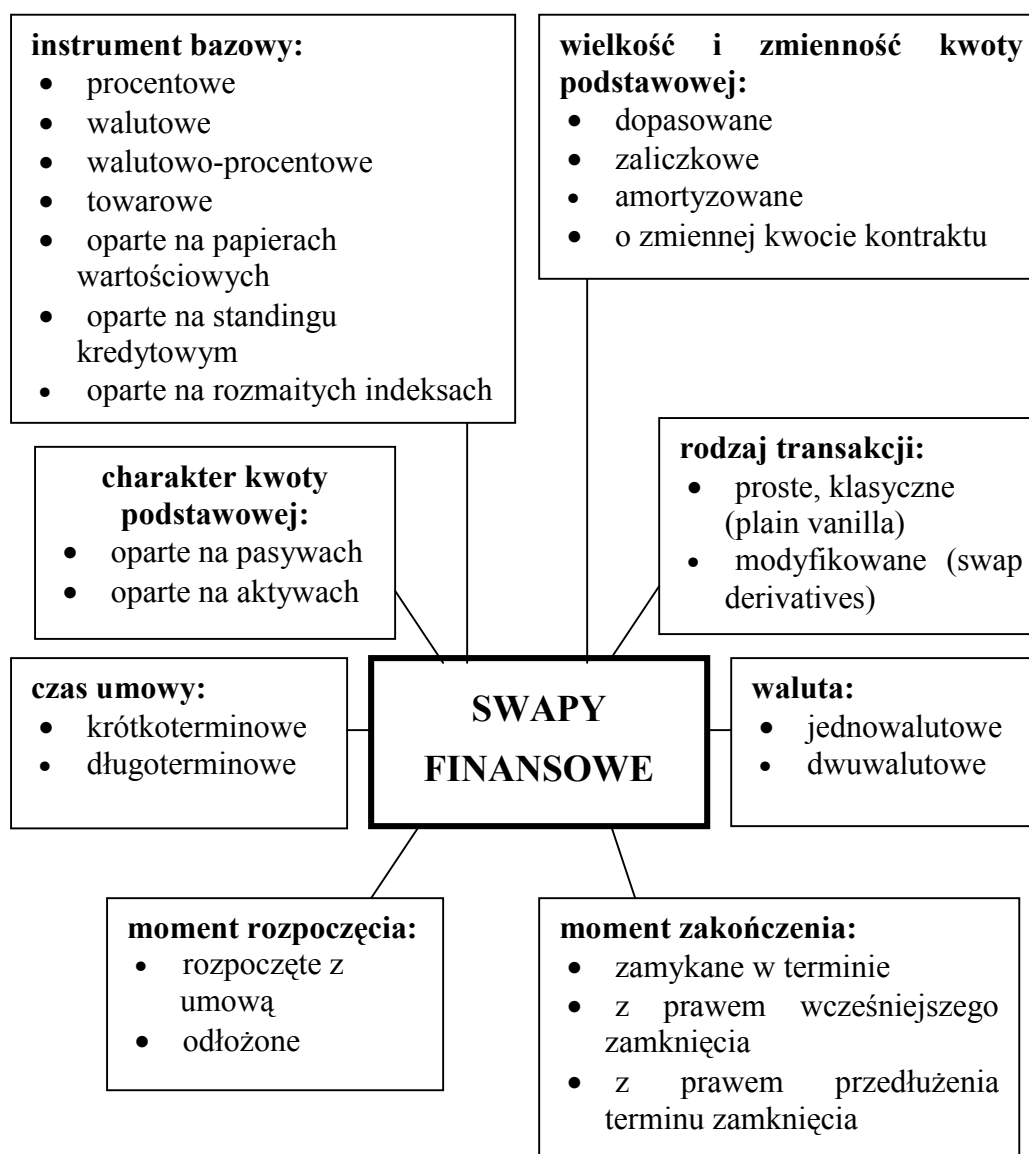 instrument bazowy:
• procentowe
• walutowe
• walutowo-procentowe
• towarowe
• oparte na papierach
wartościowych
• oparte na standingu
kredytowym
• oparte na rozmaitych indeksach
wielkość i zmienność kwoty
podstawowej:
• dopasowane
• zaliczkowe
• amortyzowane
• o zmiennej kwocie kontraktu
charakter kwoty
podstawowej:
• oparte na pasywach
• oparte na aktywach
rodzaj transakcji:
• proste, klasyczne
(plain vanilla)
• modyfikowane (swap
derivatives)
czas umowy:
• krótkoterminowe
• długoterminowe
SWAPY
FINANSOWE
waluta:
• jednowalutowe
• dwuwalutowe
moment rozpoczęcia:
• rozpoczęte z
umową
• odłożone
moment zakończenia:
• zamykane w terminie
• z prawem wcześniejszego
zamknięcia
• z prawem przedłużenia
terminu zamknięcia